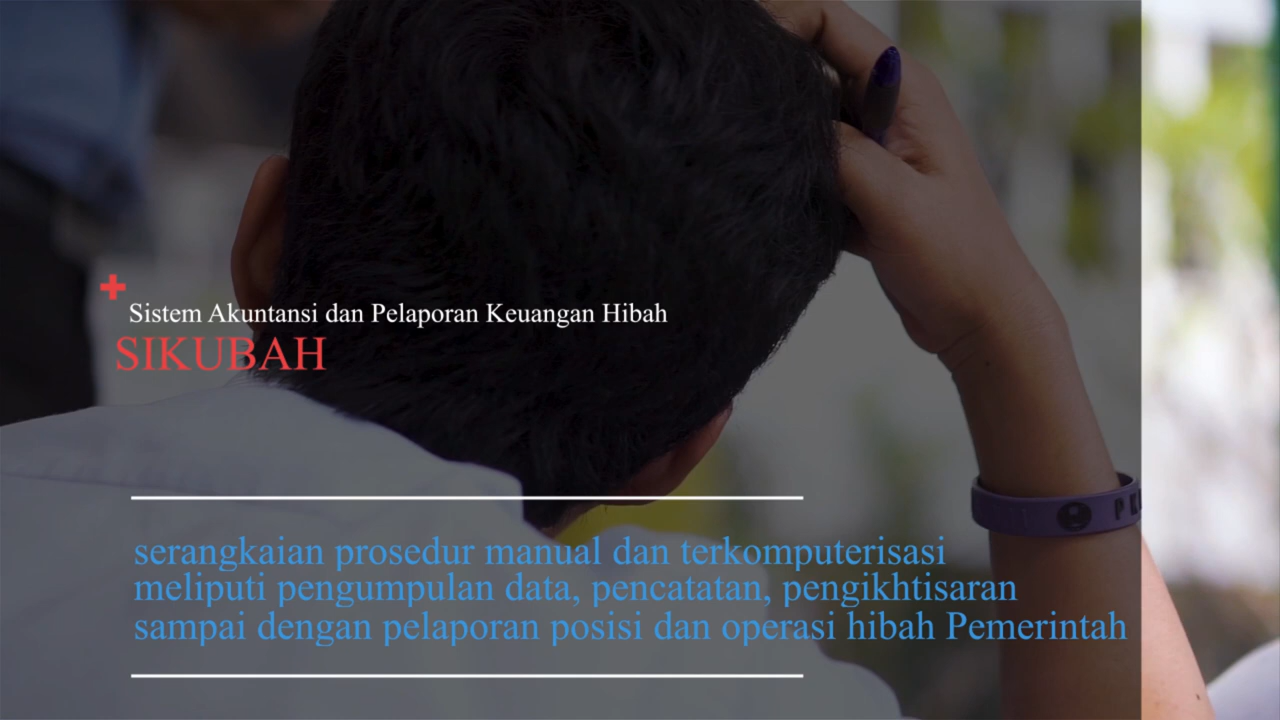 Sistem Akuntansi dan Pelaporan Keuangan Hibah
SIKUBAH
serangkaian prosedur manual dan terkomputerisasi
meliputi pengumpulan data, pencatatan, pengikhtisaran
sampai dengan pelaporan posisi dan operasi hibah Pemerintah